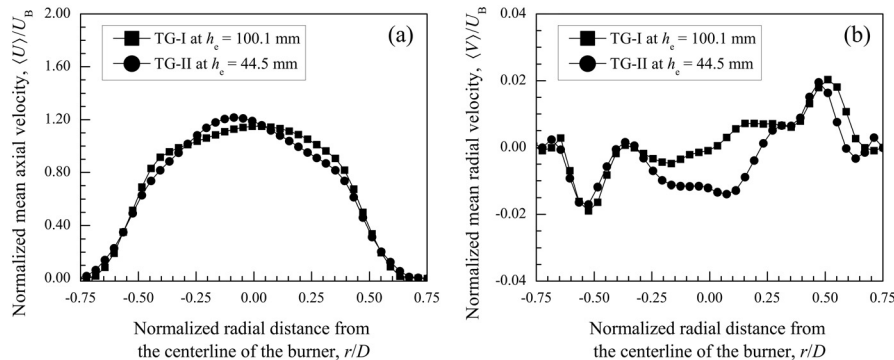 Normalized mean axial velocity, ⟨U⟩/U_B
2.00
1.60
1.20
0.80
0.40
0.00
TG-I at h_e = 100.1 mm
TG-II at h_e = 44.5 mm
(a)
-0.75 -0.50 -0.25 0.00 0.25 0.50 0.75
Normalized radial distance from
the centerline of the burner, r/D
Normalized mean radial velocity, ⟨V⟩/U_B
0.04
0.02
0.00
-0.02
-0.04
TG-I at h_e = 100.1 mm
TG-II at h_e = 44.5 mm
(b)
-0.75 -0.50 -0.25 0.00 0.25 0.50 0.75
Normalized radial distance from
the centerline of the burner, r/D